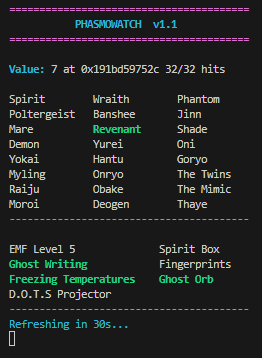 ========================================
PHASMOWATCH v1.1
========================================
Value: 7 at 0x191bd59752c 32/32 hits
Spirit Wraith Phantom
Poltergeist Banshee Jinn
Mare Revenant Shade
Demon Yurei Oni
Yokai Hantu Goryo
Myling Onryo The Twins
Raiju Obake The Mimic
Moroi Deogen Thaye
----------------------------------------
EMF Level 5 Spirit Box
Ghost Writing Fingerprints
Freezing Temperatures Ghost Orb
D.O.T.S Projector
----------------------------------------
Refreshing in 30s...